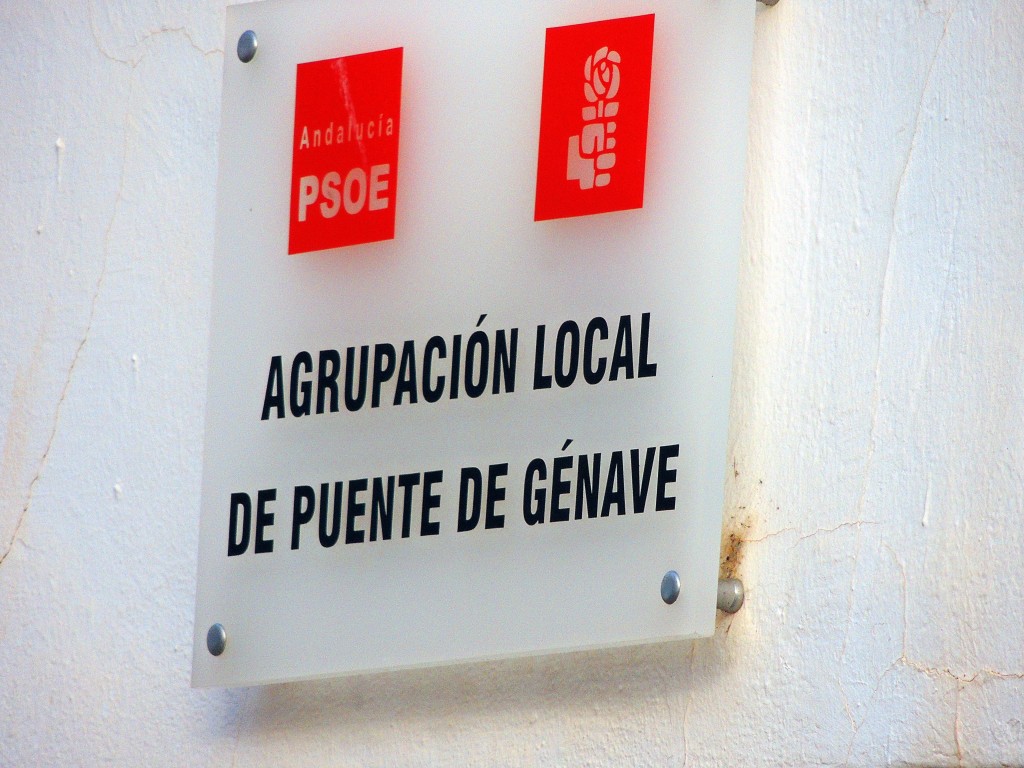 Andalucía
PSOE
AGRUPACIÓN LOCAL
DE PUENTE DE GÉNAVE